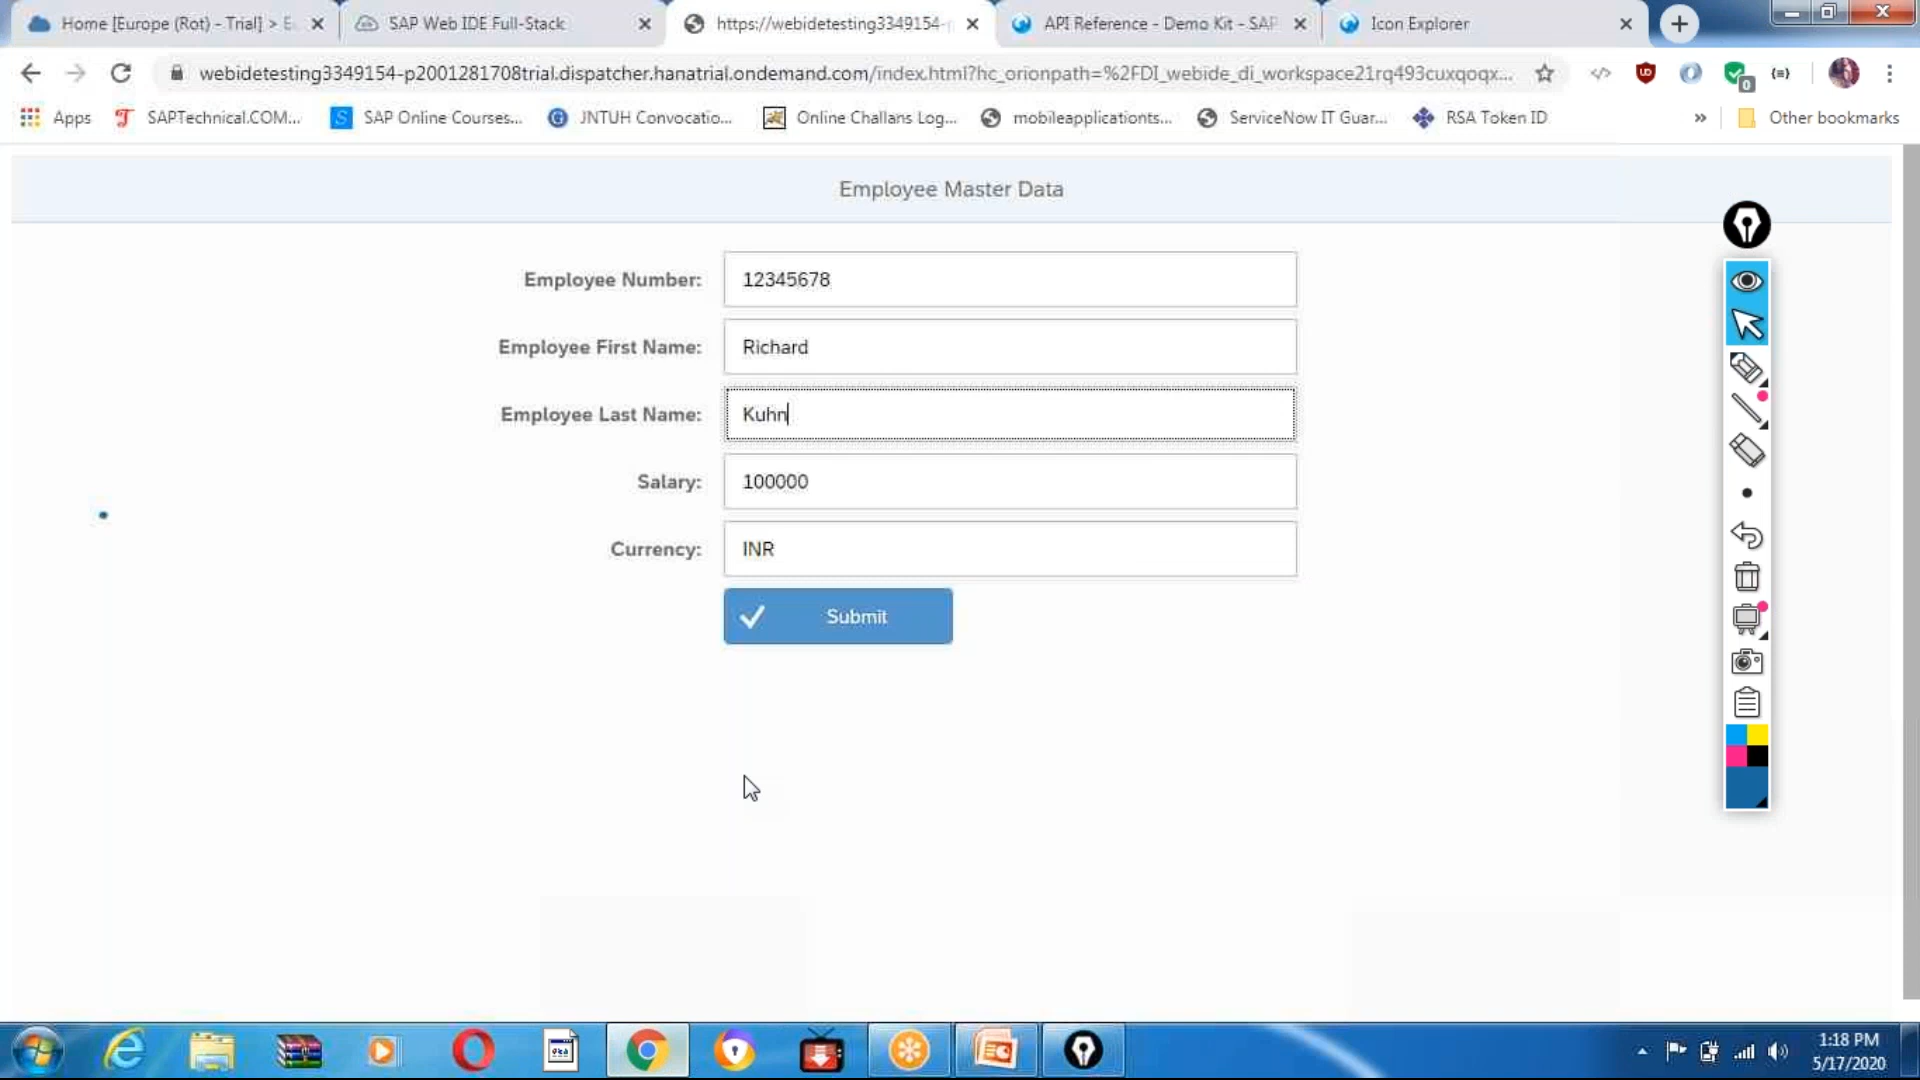 Home [Europe (Rot) - Trial] > E
SAP Web IDE Full-Stack
https://webidetesting3349154-
API Reference - Demo Kit - SAP
Icon Explorer
webidetesting3349154-p2001281708trial.dispatcher.hanatrial.ondemand.com/index.html?hc_orionpath=%2FDI_webide_di_workspace21rq493cuxqoqx...
Apps
SAPTechnical.COM...
SAP Online Courses...
JNTUH Convocatio...
Online Challans Log...
mobileapplicationts...
ServiceNow IT Guar...
RSA Token ID
»
Other bookmarks
Employee Master Data
Employee Number: 12345678
Employee First Name: Richard
Employee Last Name: Kuhn
Salary: 100000
Currency: INR
Submit
1:18 PM
5/17/2020